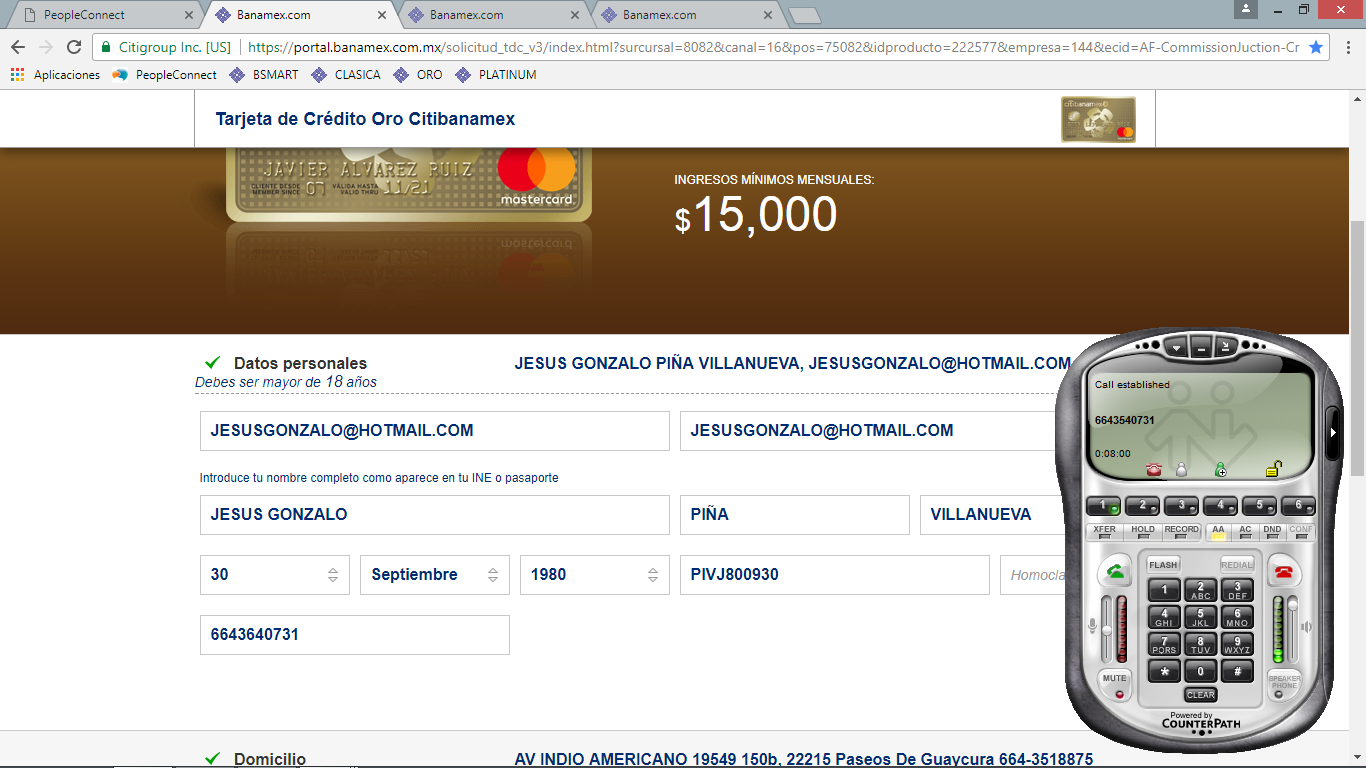 PeopleConnect
Banamex.com
Banamex.com
Banamex.com
Citigroup Inc. [US]
https://portal.banamex.com.mx/solicitud_tdc_v3/index.html?surcursal=8082&canal=16&pos=75082&idproducto=222577&empresa=144&ecid=AF-CommissionJuction-Cr
Aplicaciones
PeopleConnect
BSMART
CLASICA
ORO
PLATINUM
Tarjeta de Crédito Oro Citibanamex
citibanamex
JAVIER ALVAREZ RUIZ
CLIENTE DESDE
MEMBER SINCE
07
VÁLIDA HASTA
VALID THRU
11/21
mastercard
INGRESOS MÍNIMOS MENSUALES:
$15,000
Datos personales
JESUS GONZALO PIÑA VILLANUEVA, JESUSGONZALO@HOTMAIL.COM
Debes ser mayor de 18 años
JESUSGONZALO@HOTMAIL.COM
JESUSGONZALO@HOTMAIL.COM
Introduce tu nombre completo como aparece en tu INE o pasaporte
JESUS GONZALO
PIÑA
VILLANUEVA
30
Septiembre
1980
PIVJ800930
Homocla
6643640731
Domicilio
AV INDIO AMERICANO 19549 150b, 22215 Paseos De Guaycura 664-3518875
Call established
6643540731
0:08:00
1 2 3 4 5 6
XFER HOLD RECORD AA AC DND CONF
FLASH
REDIAL
1
2 ABC
3 DEF
4 GHI
5 JKL
6 MNO
7 PQRS
8 TUV
9 WXYZ
* 0 #
MUTE
SPEAKER PHONE
CLEAR
Powered by
COUNTERPATH